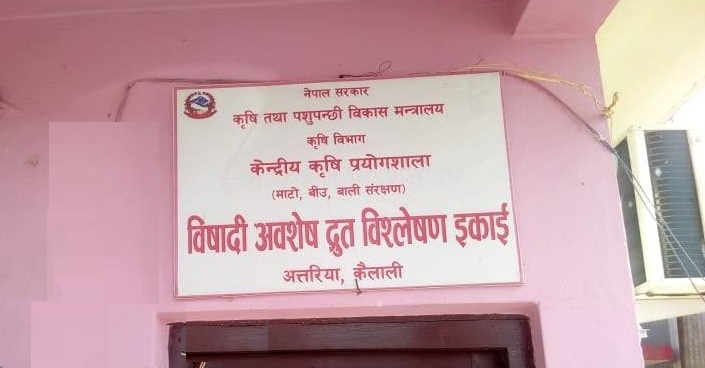 नेपाल सरकार
कृषि तथा पशुपन्छी विकास मन्त्रालय
कृषि विभाग
केन्द्रीय कृषि प्रयोगशाला
(माटो, बीउ, बाली संरक्षण)
विषादी अवशेष द्रुत विश्लेषण इकाई
अत्तरिया, कैलाली